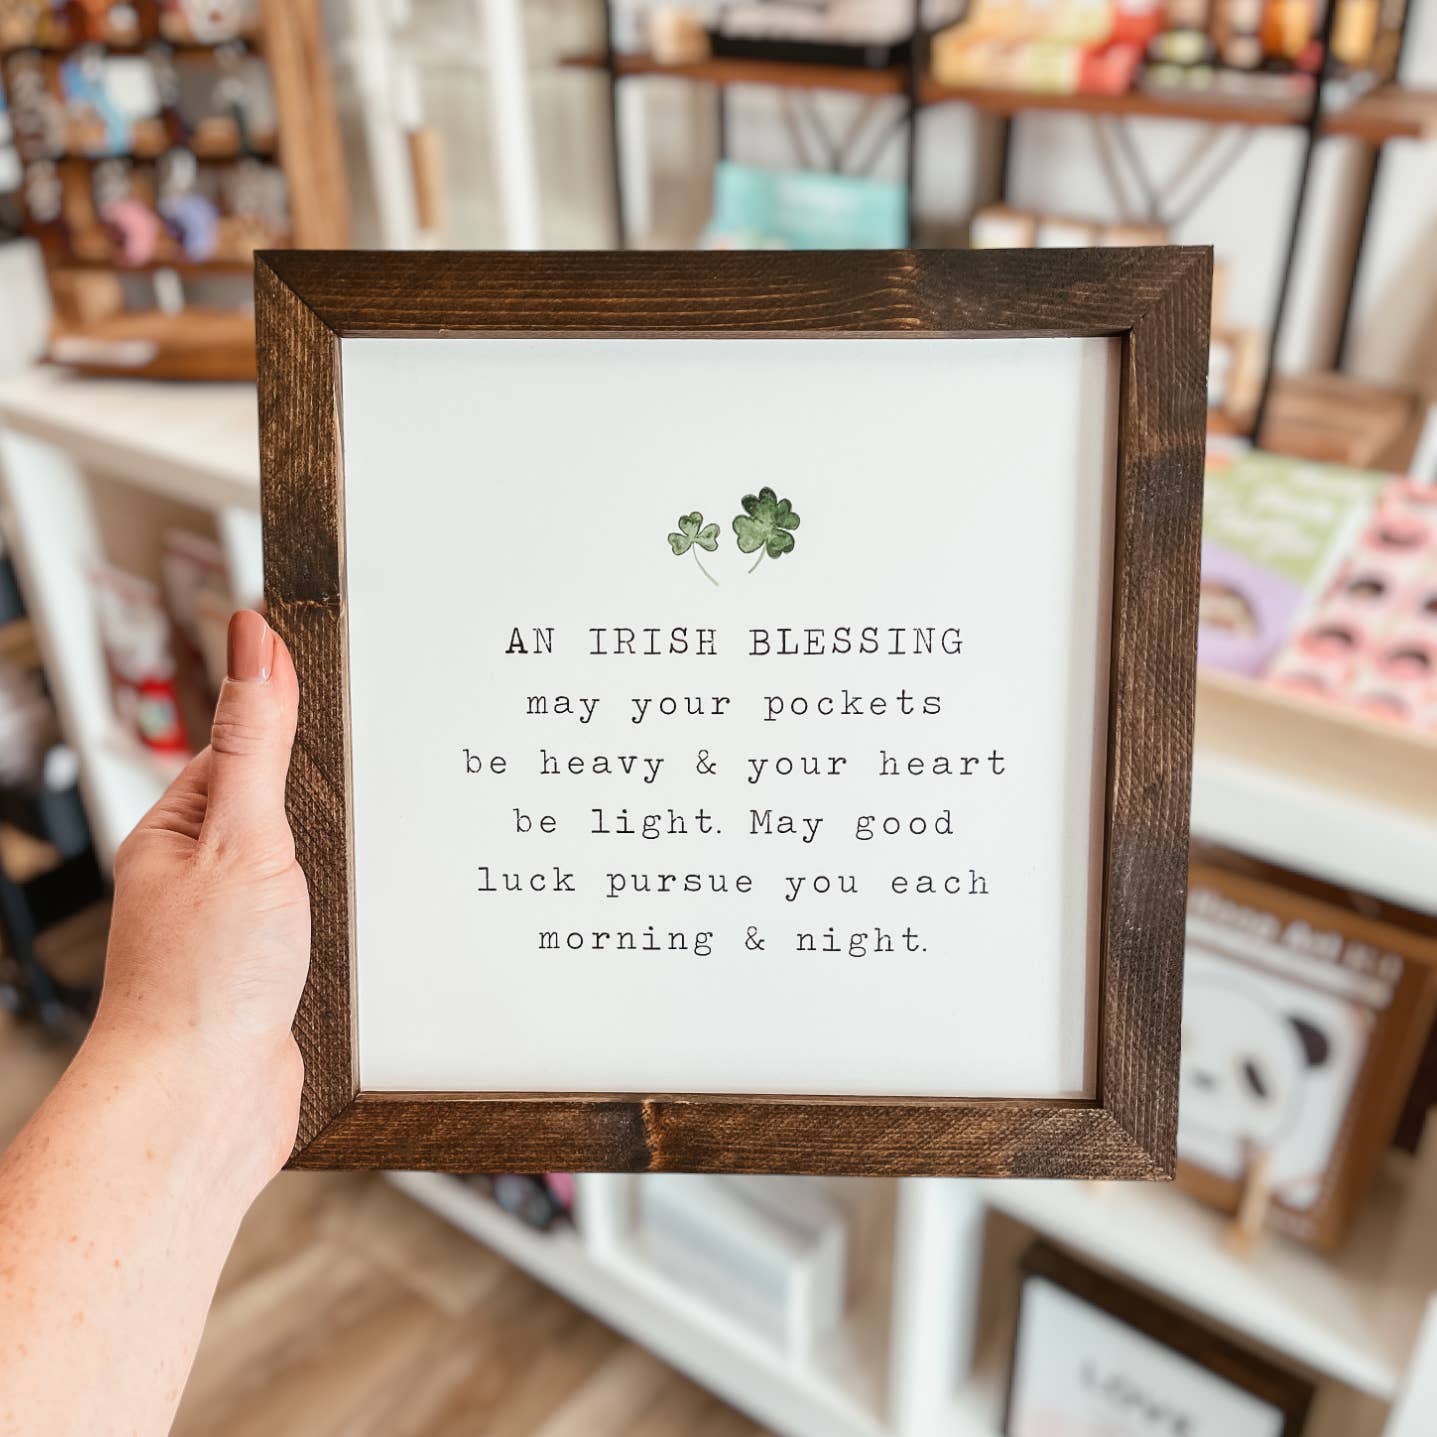 AN IRISH BLESSING
may your pockets
be heavy & your heart
be light. May good
luck pursue you each
morning & night.
LOVE